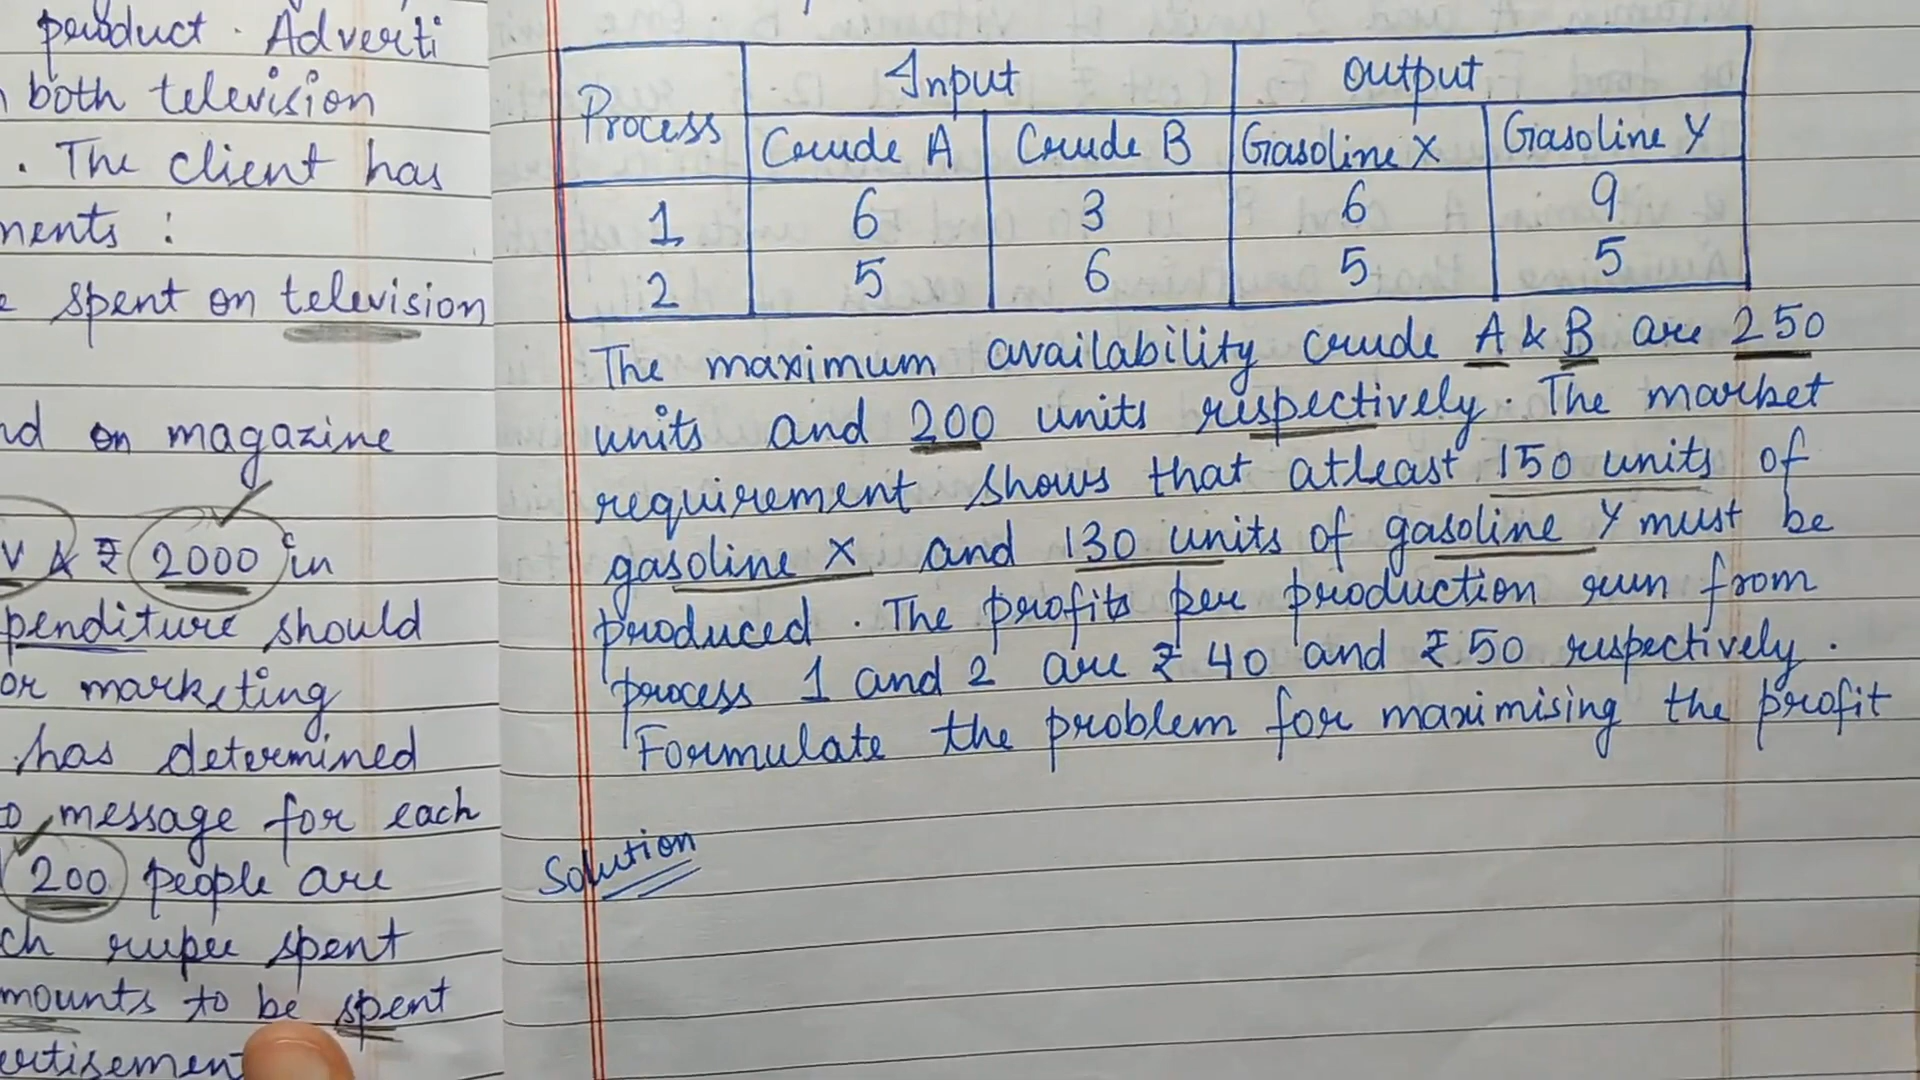 product. Adverti
both television
. The client has
ments :
spent on television
nd on magazine
V & ₹ 2000 in
penditure should
or marketing
has determined
message for each
200 people are
ch rupee spent
mounts to be spent
ertisement
Process Input Output
Crude A Crude B Gasoline X Gasoline Y
1 6 3 6 9
2 5 6 5 5
The maximum availability crude A & B are 250
units and 200 units respectively. The market
requirement shows that atleast 150 units of
gasoline X and 130 units of gasoline Y must be
produced. The profits per production run from
process 1 and 2 are ₹ 40 and ₹ 50 respectively.
Formulate the problem for maximising the profit
Solution